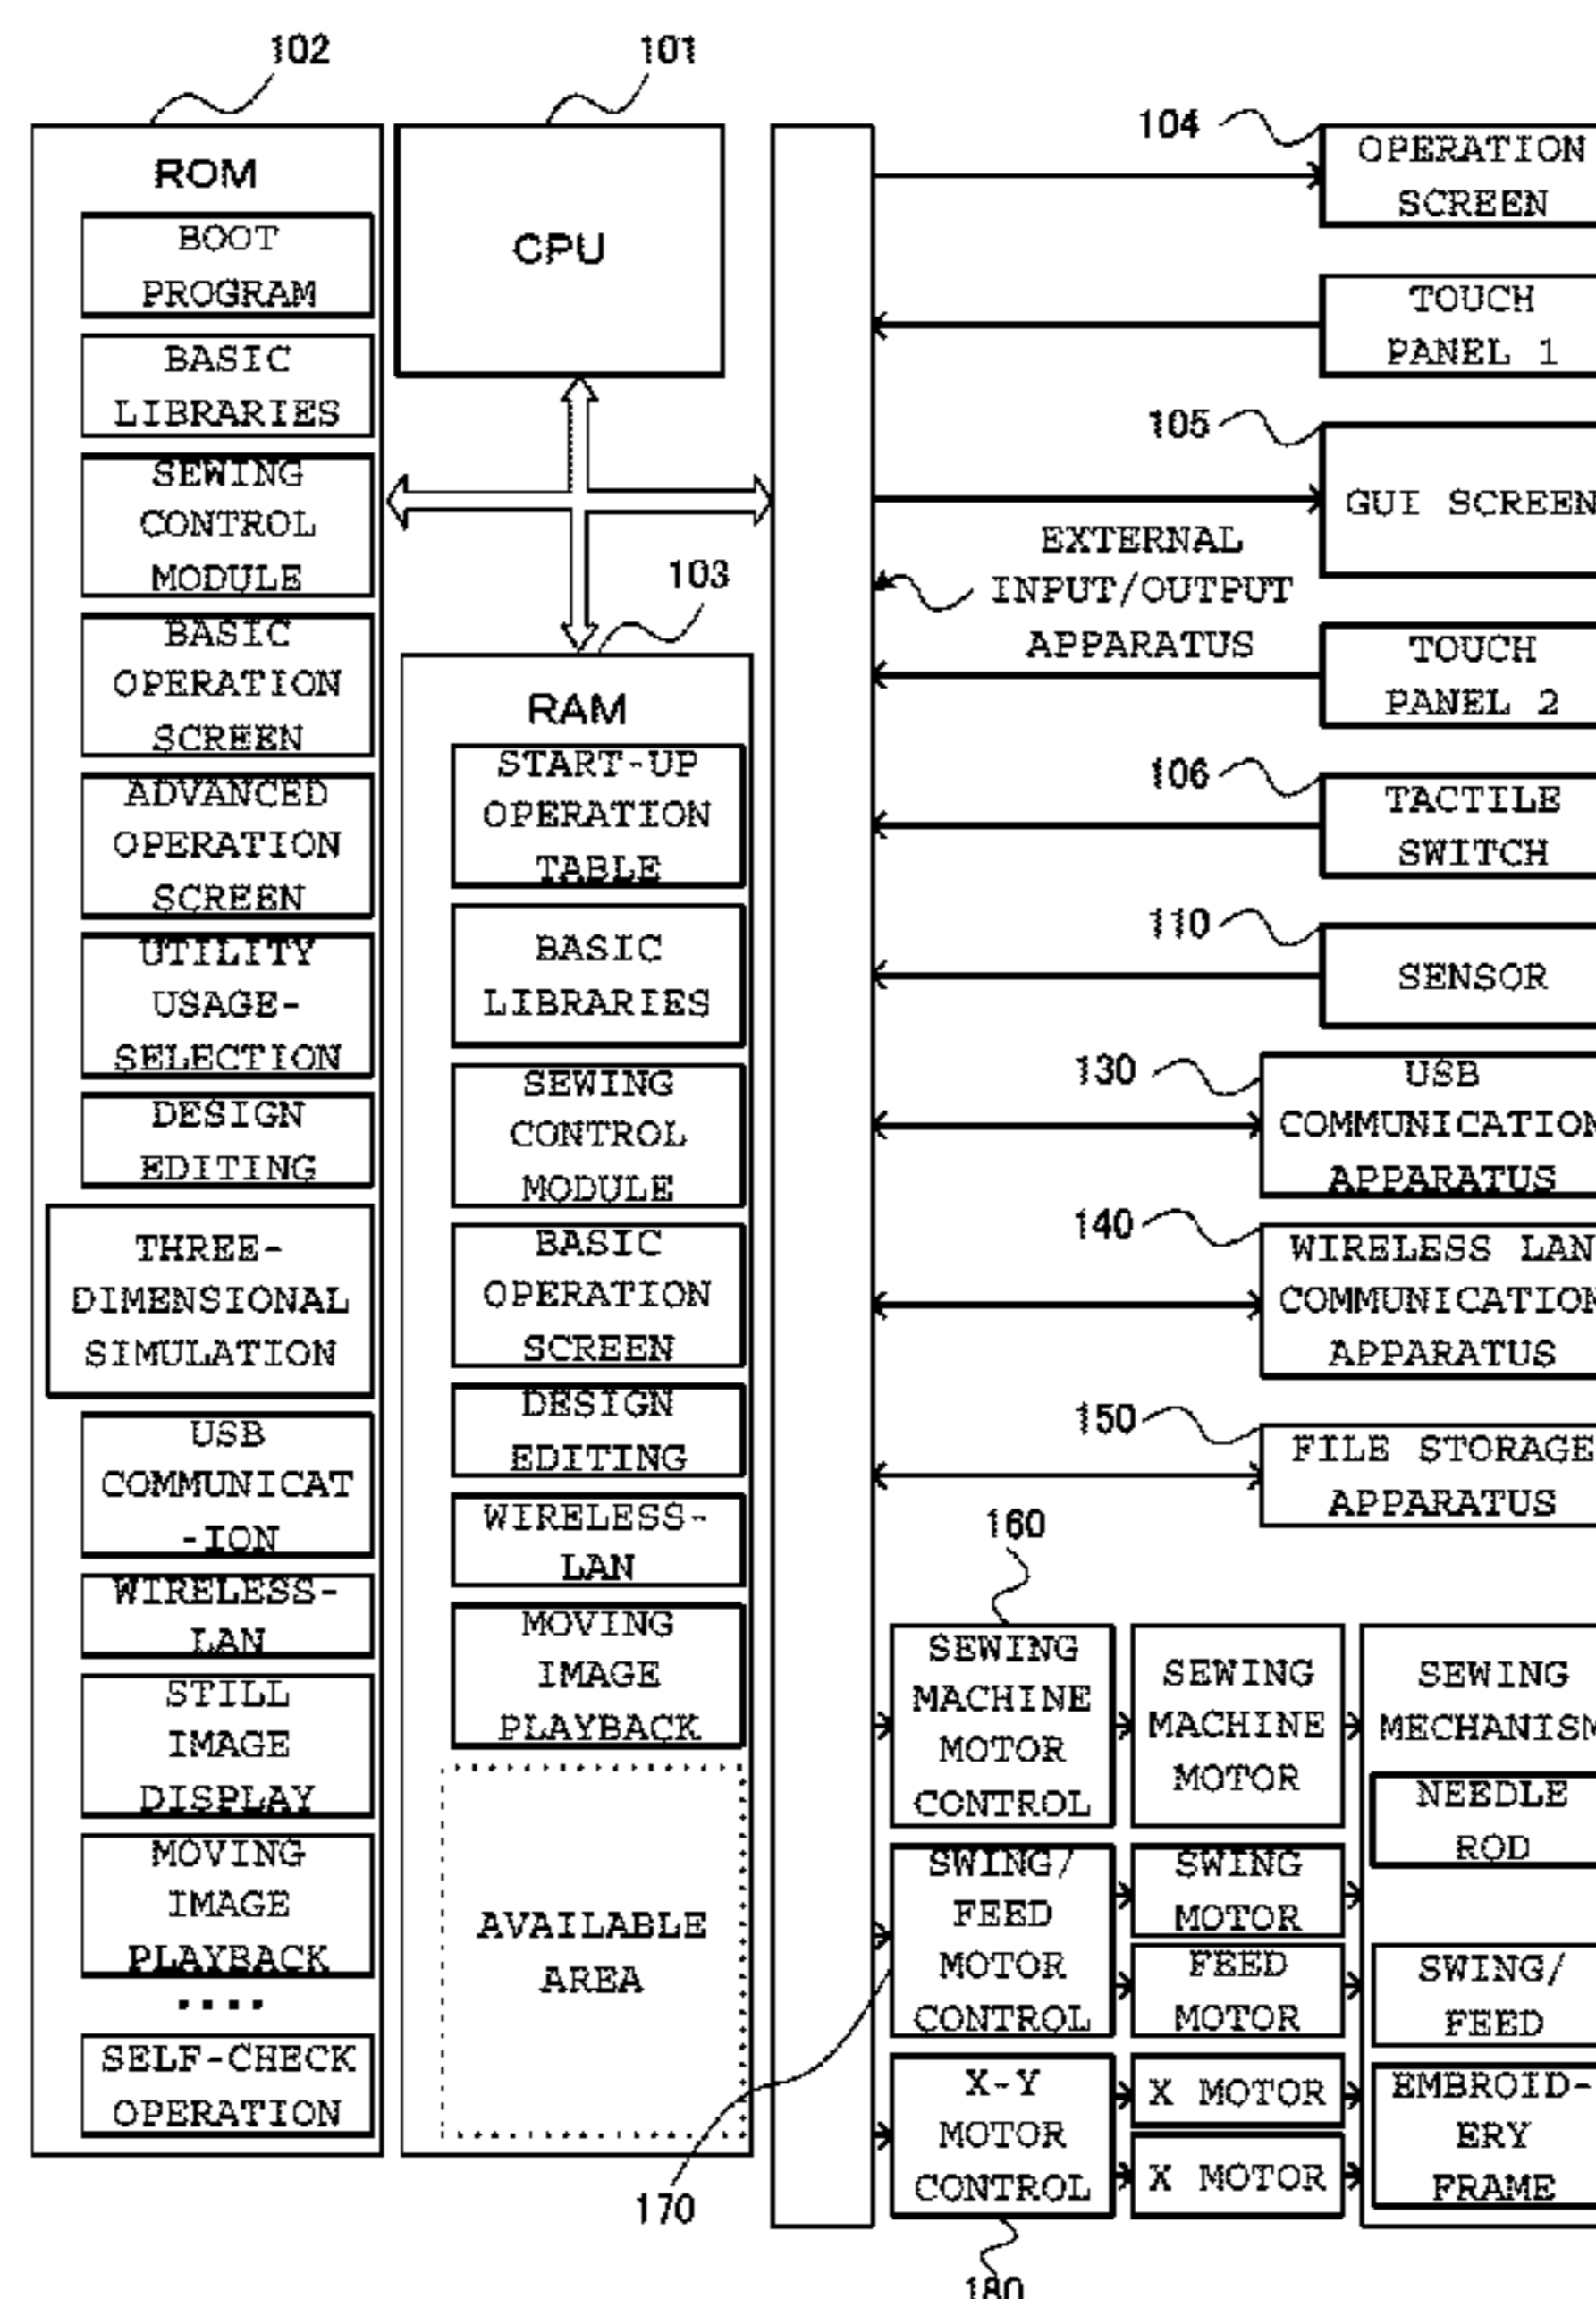 102
101
ROM
BOOT
PROGRAM
BASIC
LIBRARIES
SEWING
CONTROL
MODULE
BASIC
OPERATION
SCREEN
ADVANCED
OPERATION
SCREEN
UTILITY
USAGE-
SELECTION
DESIGN
EDITING
THREE-
DIMENSIONAL
SIMULATION
USB
COMMUNICAT
-ION
WIRELESS-
LAN
STILL
IMAGE
DISPLAY
MOVING
IMAGE
PLAYBACK
....
SELF-CHECK
OPERATION
CPU
103
RAM
START-UP
OPERATION
TABLE
BASIC
LIBRARIES
SEWING
CONTROL
MODULE
BASIC
OPERATION
SCREEN
DESIGN
EDITING
WIRELESS-
LAN
MOVING
IMAGE
PLAYBACK
AVAILABLE
AREA
170
104
OPERATION
SCREEN
TOUCH
PANEL 1
105
GUI SCREEN
EXTERNAL
INPUT/OUTPUT
APPARATUS
TOUCH
PANEL 2
106
TACTILE
SWITCH
110
SENSOR
130
USB
COMMUNICATION
APPARATUS
140
WIRELESS LAN
COMMUNICATION
APPARATUS
150
FILE STORAGE
APPARATUS
160
SEWING
MACHINE
MOTOR
CONTROL
SEWING
MACHINE
MOTOR
SEWING
MECHANISM
NEEDLE
ROD
SWING/
FEED
MOTOR
CONTROL
SWING
MOTOR
FEED
MOTOR
SWING/
FEED
X-Y
MOTOR
CONTROL
X MOTOR
X MOTOR
EMBROID-
ERY
FRAME
180